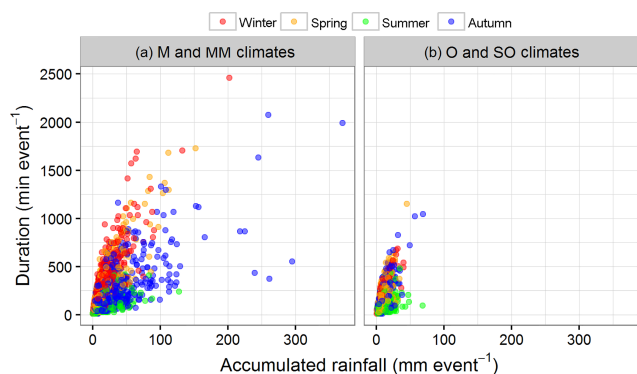 Winter Spring Summer Autumn
(a) M and MM climates (b) O and SO climates
2500
2000
1500
1000
500
0
Duration (min event⁻¹)
0 100 200 300 0 100 200 300
Accumulated rainfall (mm event⁻¹)